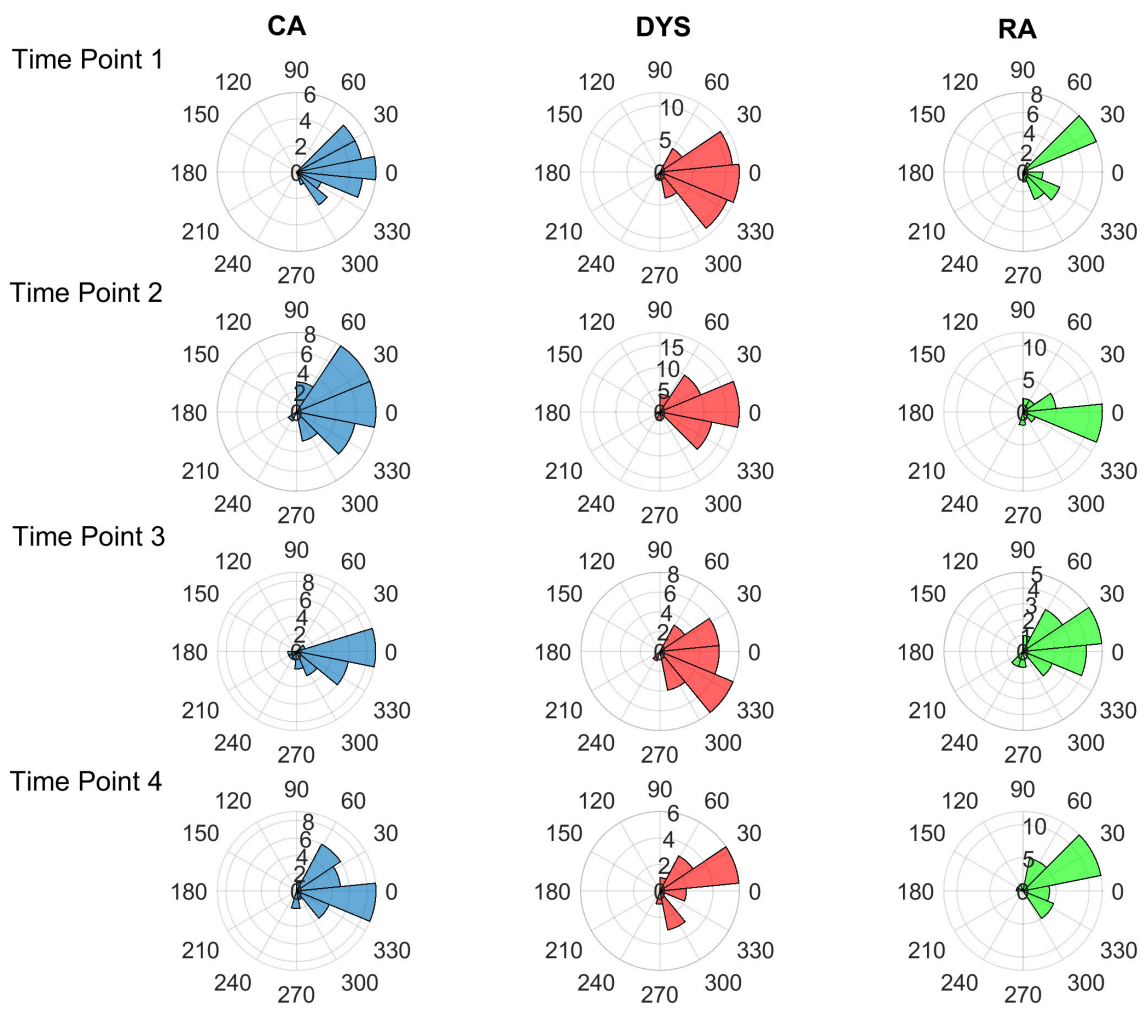 CA DYS RA
Time Point 1
90 90 90
120 6 60 120 60 120 8 60
150 4 30 150 10 30 150 6 30
4
2 5 2
180 0 0 180 0 0 180 0 0
210 330 210 330 210 330
240 300 240 300 240 300
270 270 270
Time Point 2
90 90 90
120 8 60 120 15 60 120 10 60
150 6 30 150 10 30 150 30
4 5 5
2
180 0 0 180 0 0 180 0 0
210 330 210 330 210 330
240 300 240 300 240 300
270 270 270
Time Point 3
90 90 90
120 8 60 120 8 60 120 5 60
150 6 30 150 6 30 150 4 30
4 4 3
2 2 2
1
180 0 0 180 0 0 180 0 0
210 330 210 330 210 330
240 300 240 300 240 300
270 270 270
Time Point 4
90 90 90
120 8 60 120 6 60 120 10 60
150 6 30 150 4 30 150 30
4
2 2 5
180 0 0 180 0 0 180 0 0
210 330 210 330 210 330
240 300 240 300 240 300
270 270 270